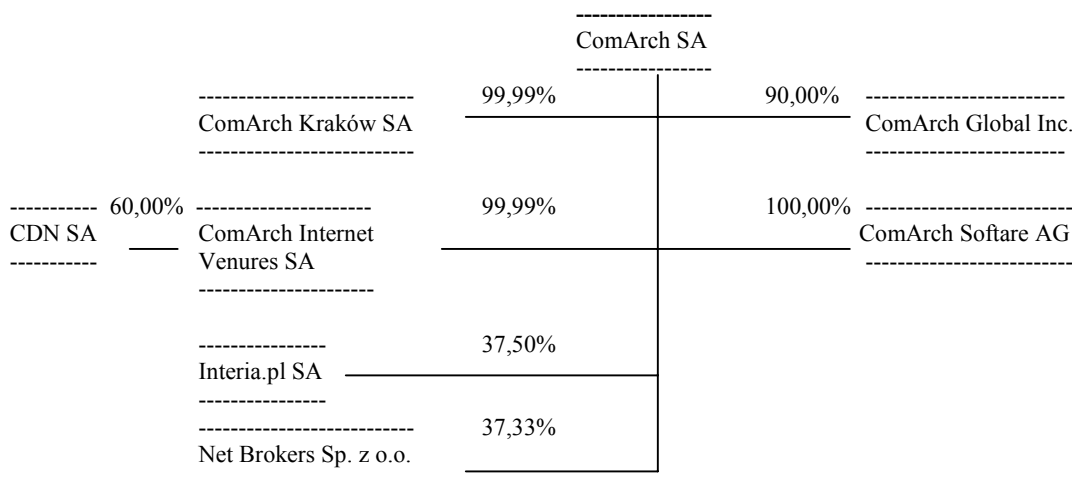 -----------------
ComArch SA
-----------------
--------------------------- 99,99% 90,00% -------------------------
ComArch Kraków SA ComArch Global Inc.
--------------------------- -------------------------
----------- 60,00% ---------------------- 99,99% 100,00% --------------------------
CDN SA ComArch Internet ComArch Softare AG
----------- Venures SA --------------------------
----------------------
---------------- 37,50%
Interia.pl SA
----------------
--------------------------- 37,33%
Net Brokers Sp. z o.o.